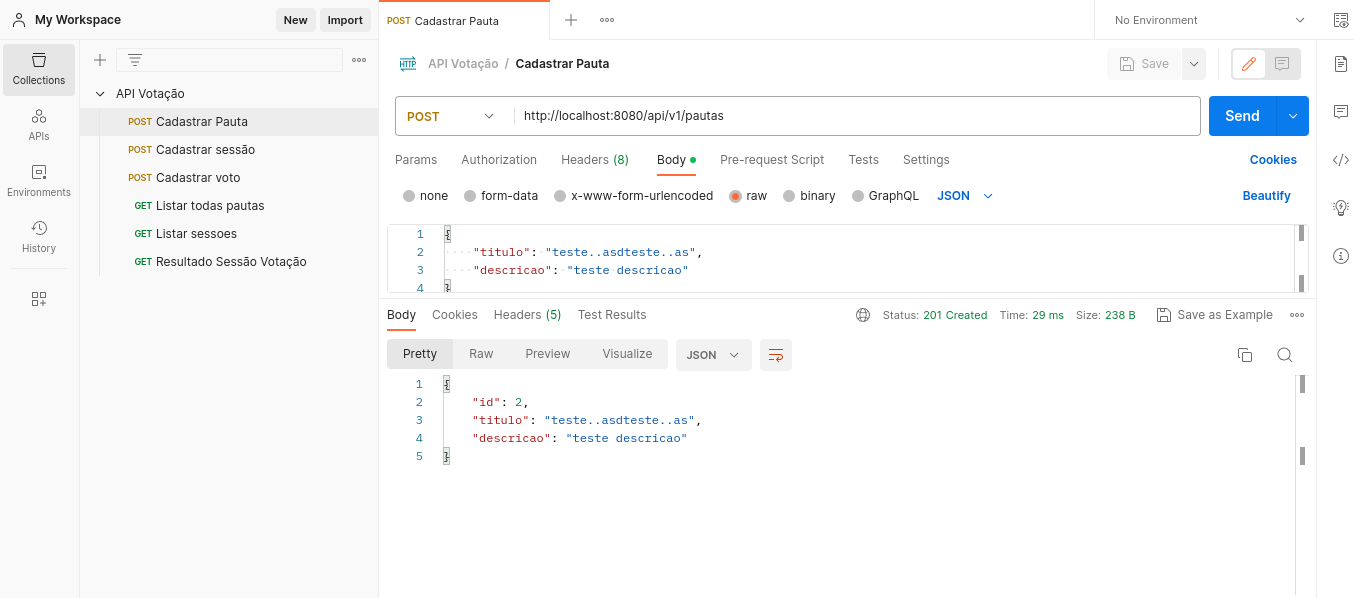 My Workspace
New
Import
POST Cadastrar Pauta
No Environment
Collections
APIs
Environments
History
API Votação
POST Cadastrar Pauta
POST Cadastrar sessão
POST Cadastrar voto
GET Listar todas pautas
GET Listar sessoes
GET Resultado Sessão Votação
HTTP API Votação / Cadastrar Pauta
Save
POST
http://localhost:8080/api/v1/pautas
Send
Params
Authorization
Headers (8)
Body
Pre-request Script
Tests
Settings
Cookies
none
form-data
x-www-form-urlencoded
raw
binary
GraphQL
JSON
Beautify
1 {
2 ····"titulo":·"teste..asdteste..as",
3 ····"descricao":·"teste·descricao"
4 }
Body
Cookies
Headers (5)
Test Results
Status: 201 Created
Time: 29 ms
Size: 238 B
Save as Example
Pretty
Raw
Preview
Visualize
JSON
1 {
2 "id": 2,
3 "titulo": "teste..asdteste..as",
4 "descricao": "teste descricao"
5 }